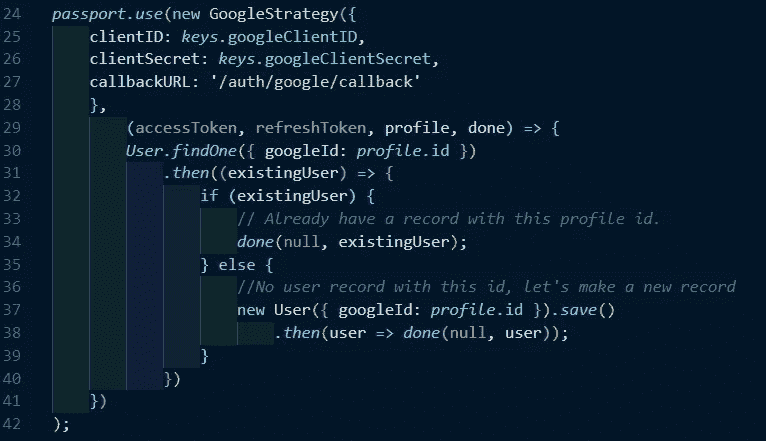 24 passport.use(new GoogleStrategy({
25     clientID: keys.googleClientID,
26     clientSecret: keys.googleClientSecret,
27     callbackURL: '/auth/google/callback'
28     },
29         (accessToken, refreshToken, profile, done) => {
30         User.findOne({ googleId: profile.id })
31             .then((existingUser) => {
32                 if (existingUser) {
33                     // Already have a record with this profile id.
34                     done(null, existingUser);
35                 } else {
36                     //No user record with this id, let's make a new record
37                     new User({ googleId: profile.id }).save()
38                         .then(user => done(null, user));
39                 }
40             })
41     })
42 );